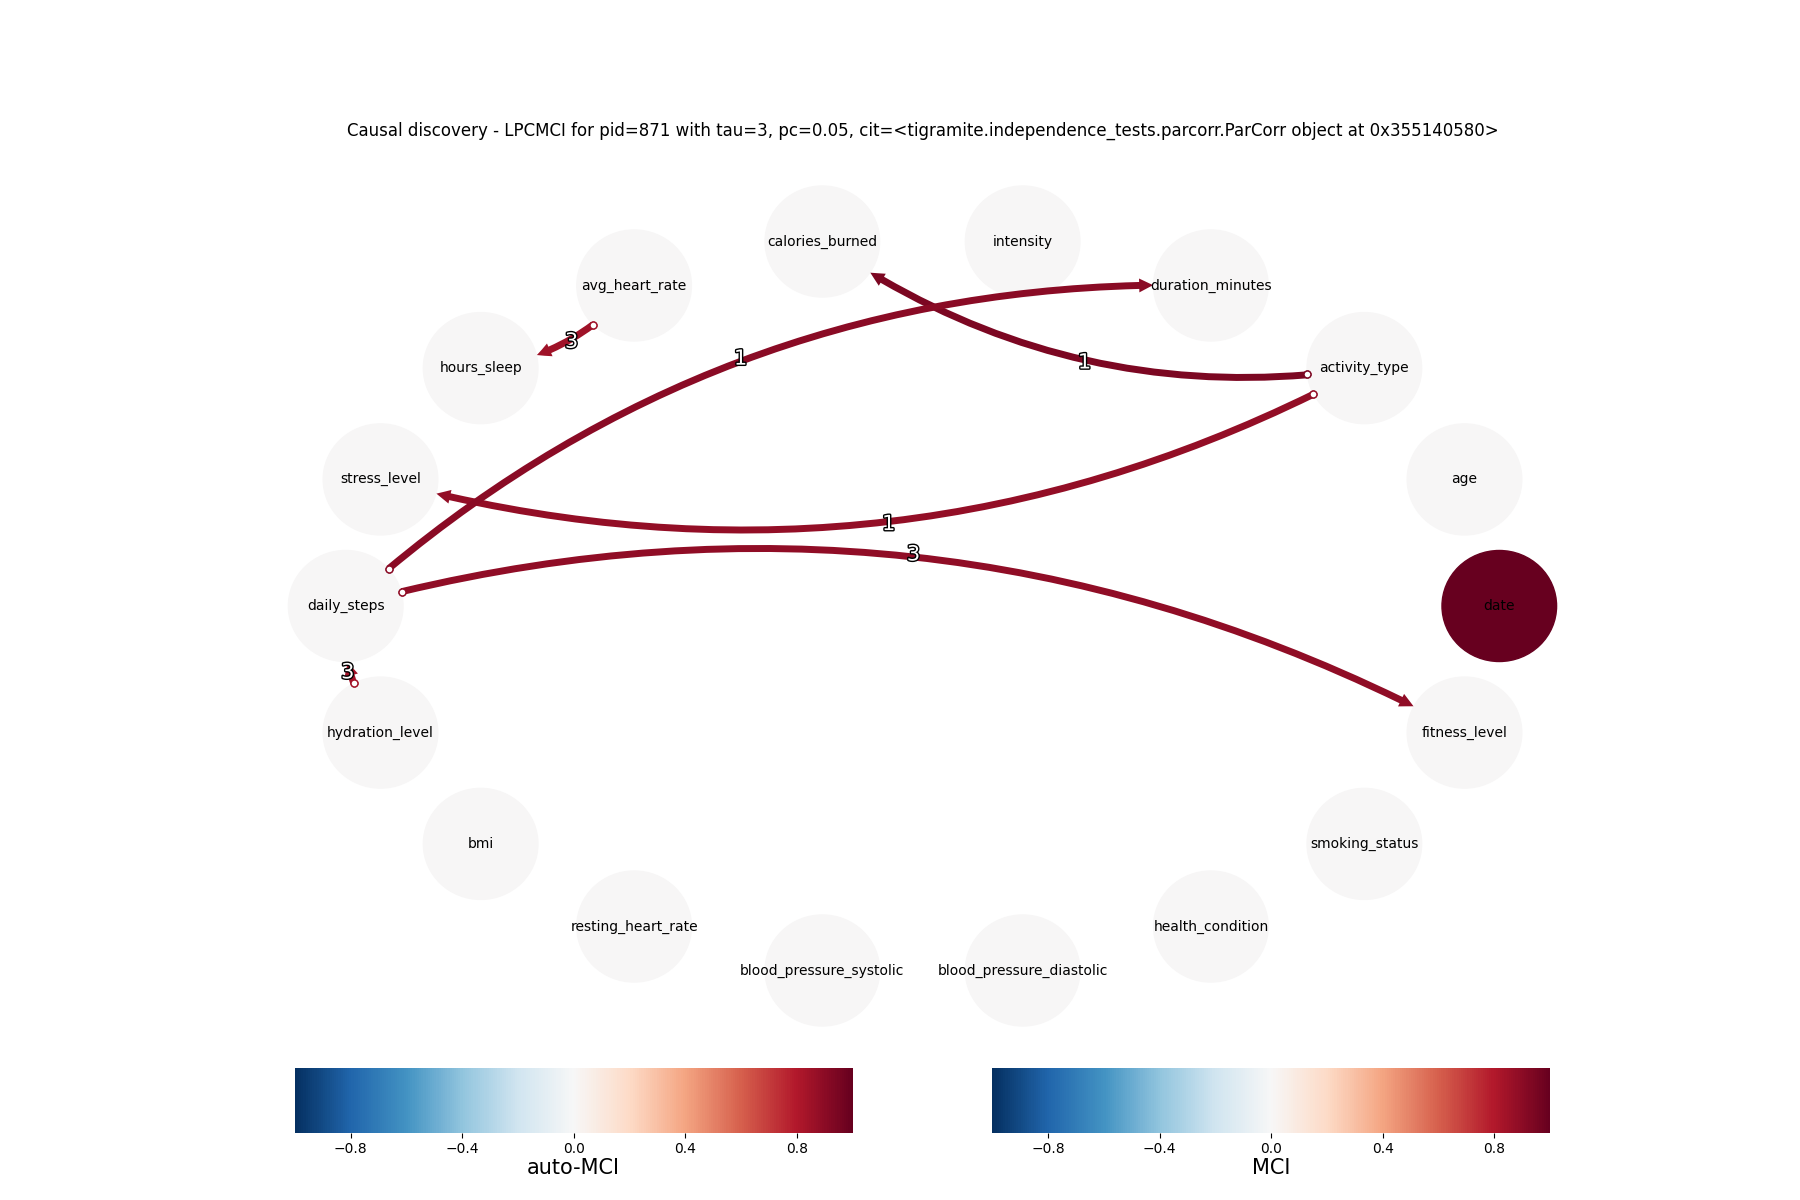 Causal discovery - LPCMCI for pid=871 with tau=3, pc=0.05, cit=<tigramite.independence_tests.parcorr.ParCorr object at 0x355140580>
calories_burned
intensity
avg_heart_rate
duration_minutes
3
1
1
hours_sleep
activity_type
stress_level
age
1
3
daily_steps
date
3
hydration_level
fitness_level
bmi
smoking_status
resting_heart_rate
health_condition
blood_pressure_systolic
blood_pressure_diastolic
−0.8 −0.4 0.0 0.4 0.8
auto-MCI
−0.8 −0.4 0.0 0.4 0.8
MCI